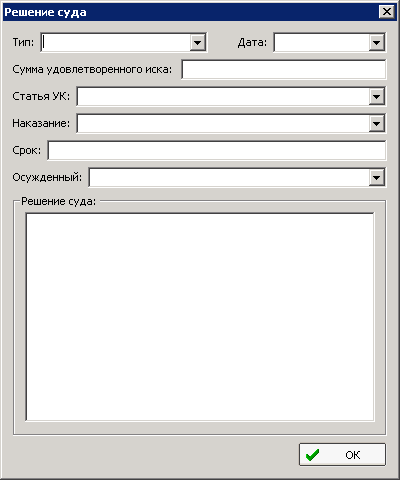 Решение суда
Тип: Дата:
Сумма удовлетворенного иска:
Статья УК:
Наказание:
Срок:
Осужденный:
Решение суда:
OK